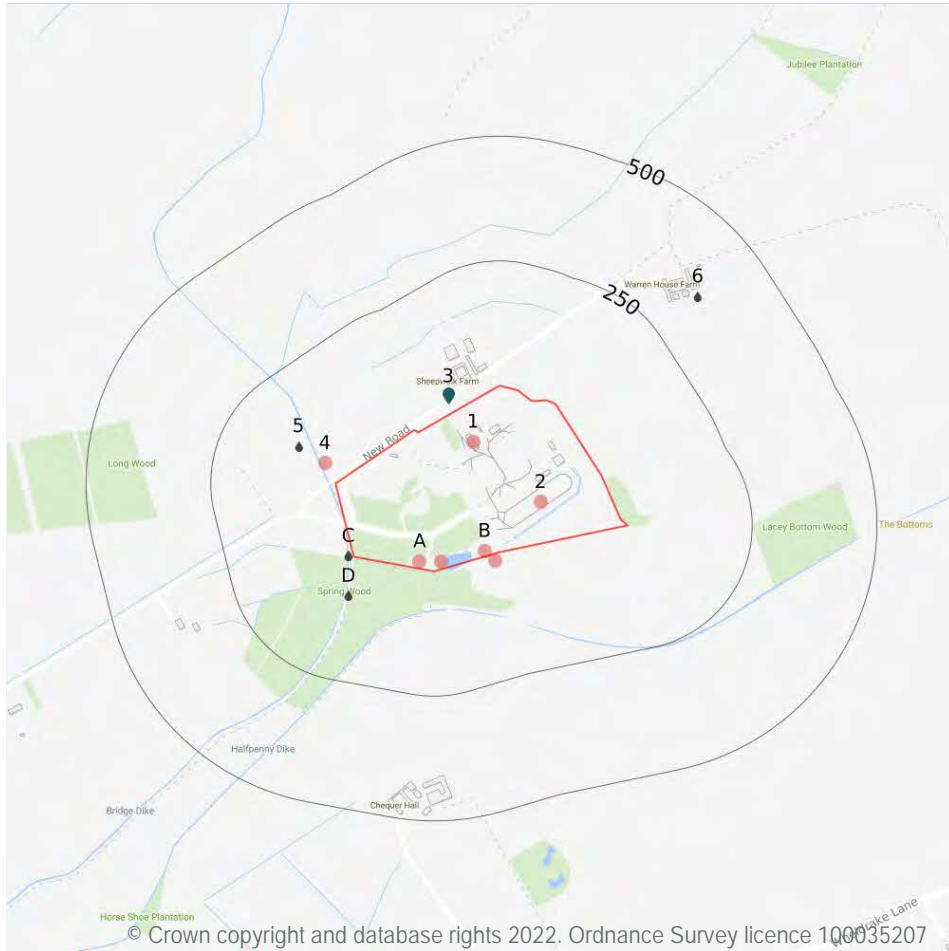 Jubilee Plantation
500
6
Warren House Farm
250
Sheepwalk Farm
3
1
New Road
5
4
Long Wood
2
Lacey Bottom Wood
The Bottoms
C
A
B
D
Spring Wood
Halfpenny Dike
Bridge Dike
Chequer Hall
Horse Shoe Plantation
Lane
© Crown copyright and database rights 2022. Ordnance Survey licence 100035207